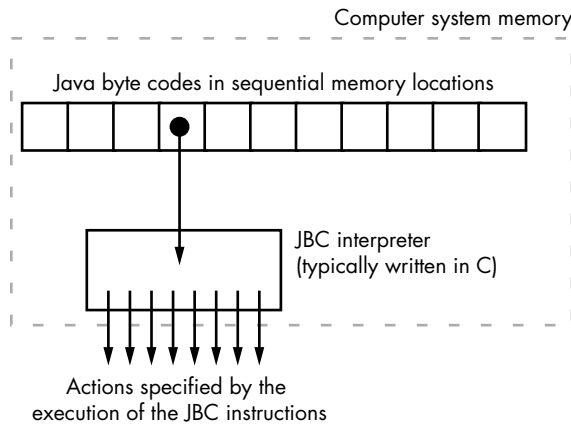 Computer system memory
Java byte codes in sequential memory locations
JBC interpreter
(typically written in C)
Actions specified by the
execution of the JBC instructions